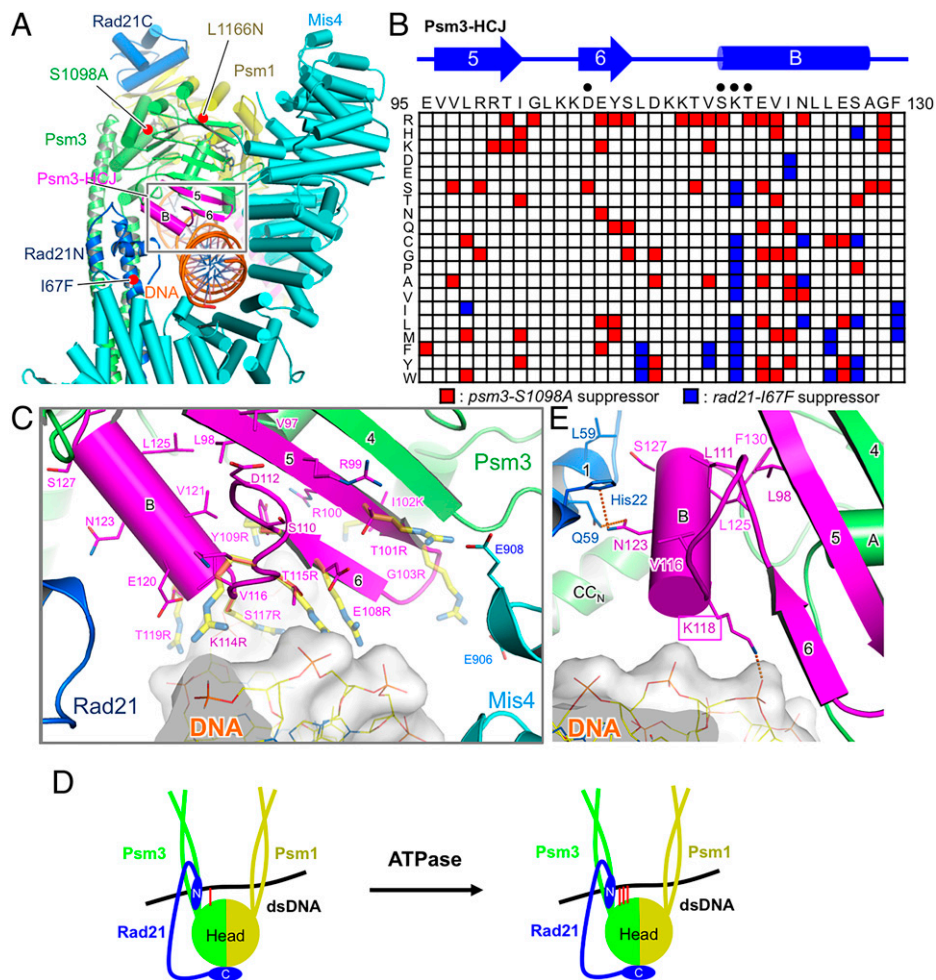 A
Rad21C
L1166N
Mis4
S1098A
Psm1
Psm3
Psm3-HCJ
5
B
6
Rad21N
I67F
DNA
B
Psm3-HCJ
5
6
B
95 EVVLRRTIGLKKDEYSLDKKTVSKTEVINLLESAGF 130
R
H
K
D
E
S
T
N
Q
C
G
P
A
V
I
L
M
F
Y
W
: psm3-S1098A suppressor
: rad21-I67F suppressor
C
V97
4
L125
L98
5
Psm3
S127
R99
D112
B
V121
R100
I102K
N123
S110
Y109R
T101R
E908
G103R
E120
T115R
6
V116
E108R
T119R
S117R
K114R
E906
Rad21
DNA
Mis4
E
L59
S127
L111
F130
4
1
His22
B
L98
Q59
L125
5
A
N123
V116
CCN
K118
6
DNA
D
Psm3
Psm1
N
dsDNA
Rad21
Head
C
ATPase
Psm3
Psm1
N
dsDNA
Rad21
Head
C